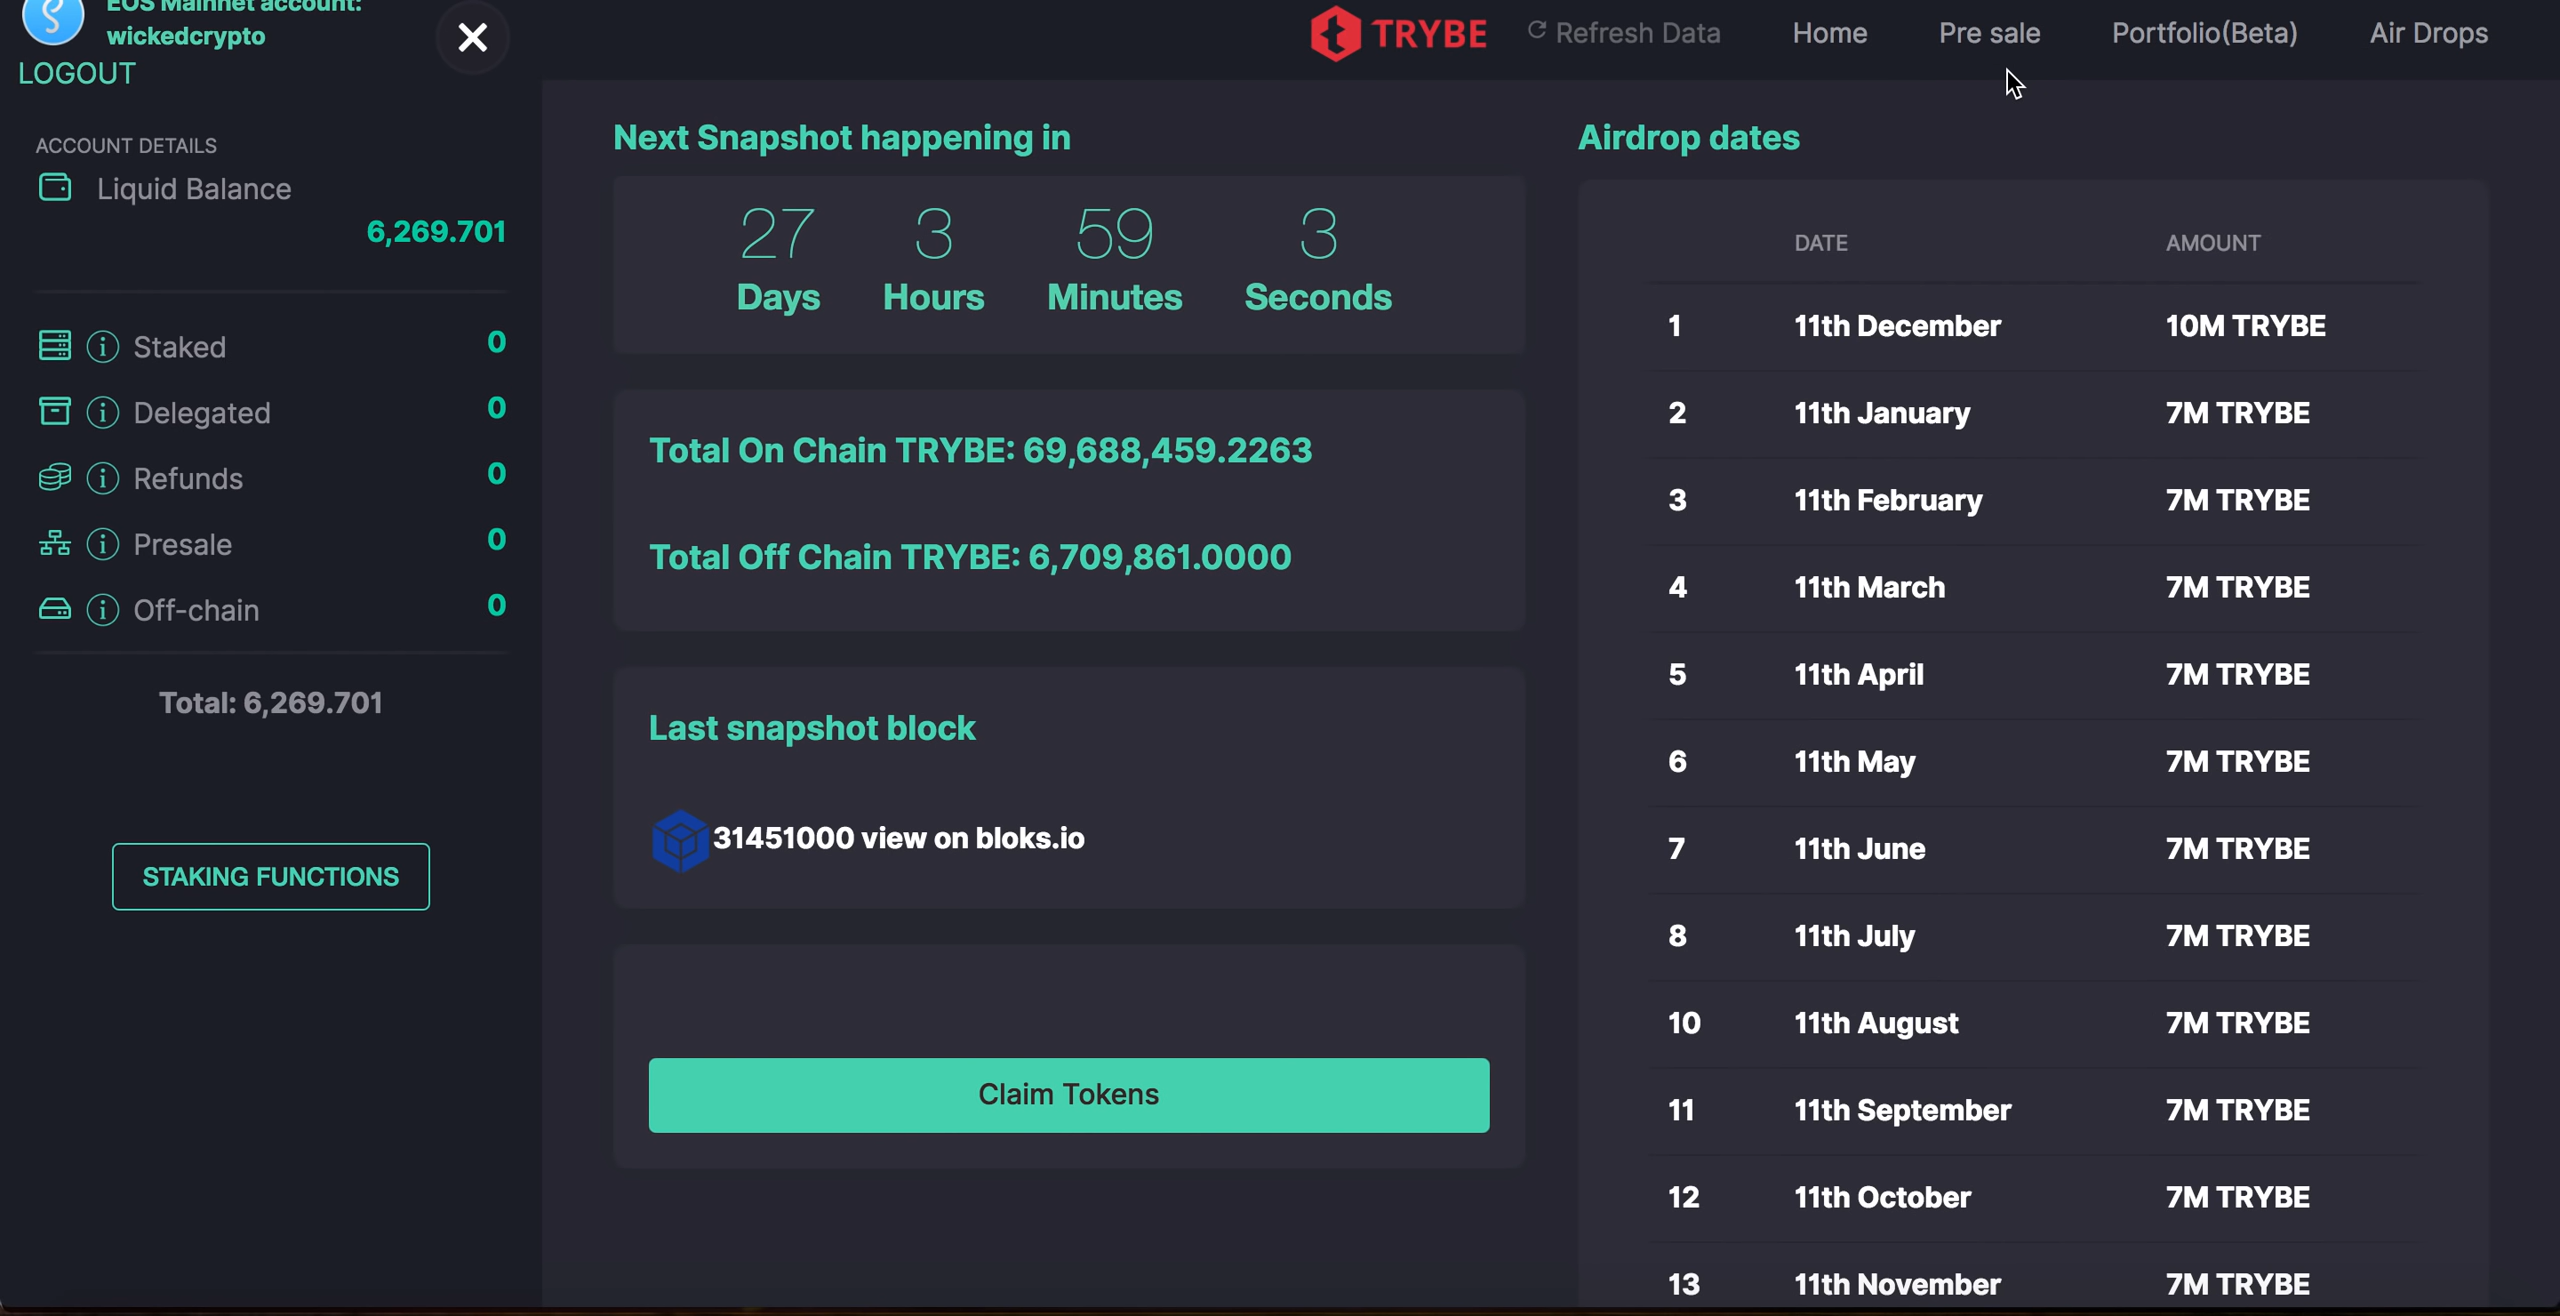 EOS Mainnet account:
wickedcrypto
LOGOUT
TRYBE
Refresh Data
Home
Pre sale
Portfolio(Beta)
Air Drops
ACCOUNT DETAILS
Liquid Balance
6,269.701
Staked 0
Delegated 0
Refunds 0
Presale 0
Off-chain 0
Total: 6,269.701
STAKING FUNCTIONS
Next Snapshot happening in
27 3 59 3
Days Hours Minutes Seconds
Total On Chain TRYBE: 69,688,459.2263
Total Off Chain TRYBE: 6,709,861.0000
Last snapshot block
31451000 view on bloks.io
Claim Tokens
Airdrop dates
DATE AMOUNT
1 11th December 10M TRYBE
2 11th January 7M TRYBE
3 11th February 7M TRYBE
4 11th March 7M TRYBE
5 11th April 7M TRYBE
6 11th May 7M TRYBE
7 11th June 7M TRYBE
8 11th July 7M TRYBE
10 11th August 7M TRYBE
11 11th September 7M TRYBE
12 11th October 7M TRYBE
13 11th November 7M TRYBE